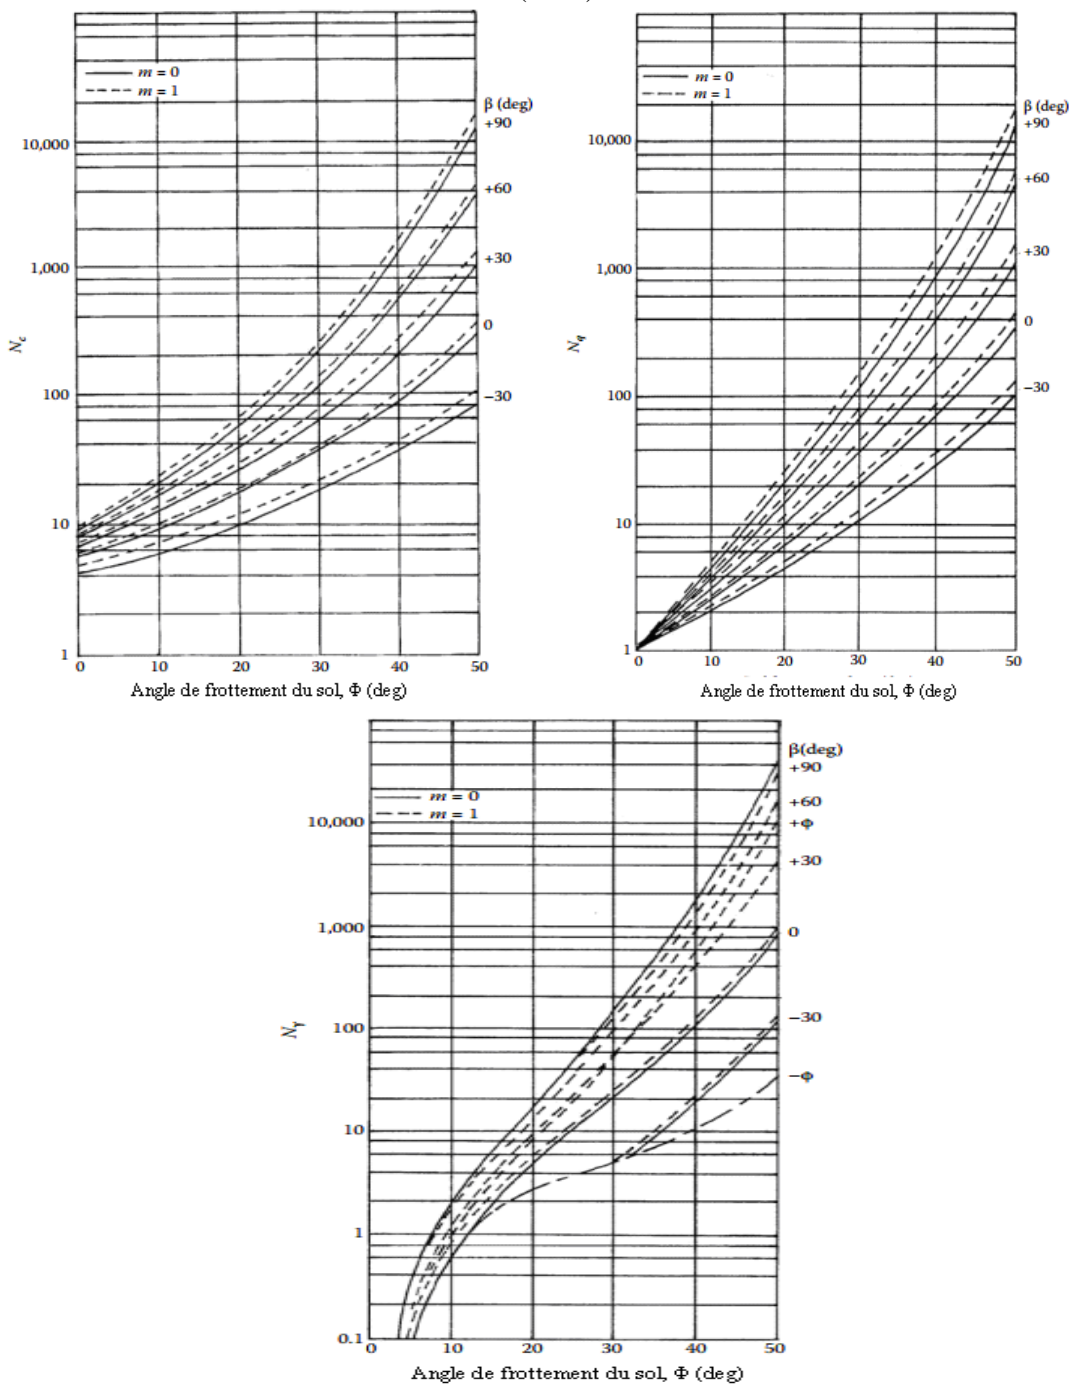 m = 0
m = 1
β (deg)
+90
+60
+30
0
−30
10,000
1,000
100
10
1
N_c
0 10 20 30 40 50
Angle de frottement du sol, Φ (deg)
m = 0
m = 1
β (deg)
+90
+60
+30
0
−30
10,000
1,000
100
10
1
N_q
0 10 20 30 40 50
Angle de frottement du sol, Φ (deg)
m = 0
m = 1
β(deg)
+90
+60
+ϕ
+30
0
−30
−ϕ
10,000
1,000
100
10
1
0.1
N_γ
0 10 20 30 40 50
Angle de frottement du sol, Φ (deg)